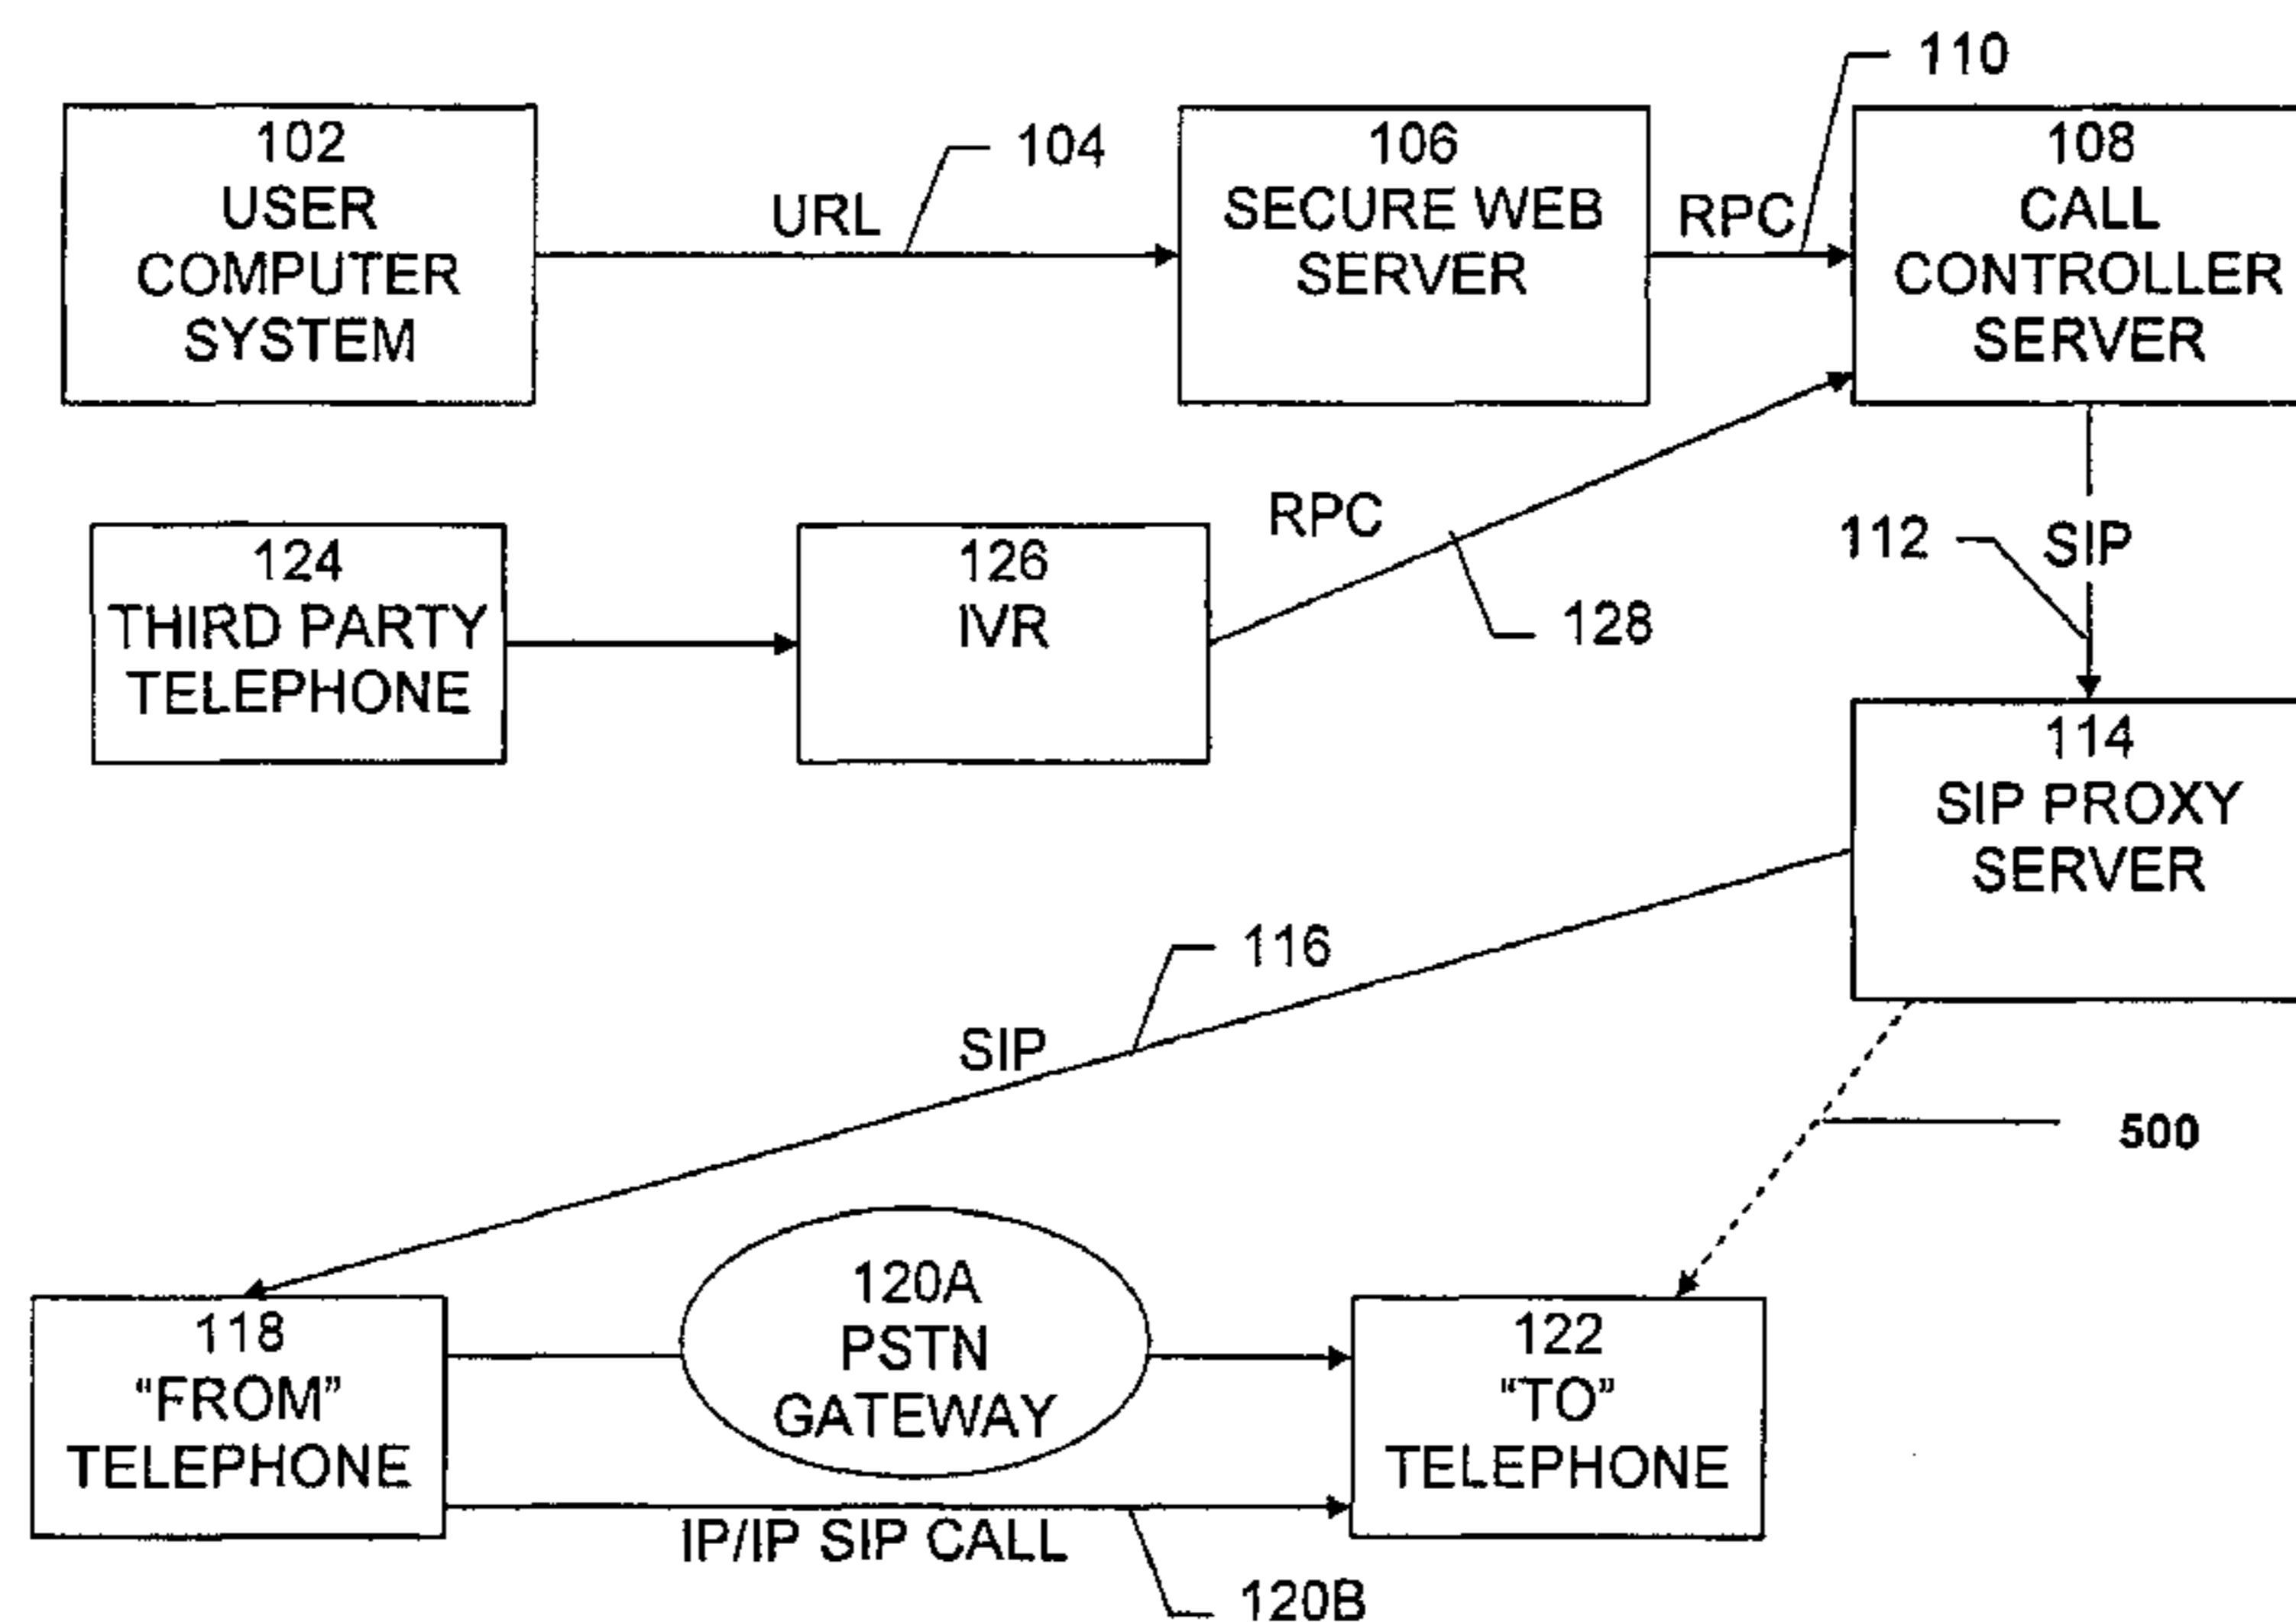 110
102
USER
COMPUTER
SYSTEM
104
URL
106
SECURE WEB
SERVER
RPC
108
CALL
CONTROLLER
SERVER
124
THIRD PARTY
TELEPHONE
126
IVR
RPC
128
112
SIP
114
SIP PROXY
SERVER
116
SIP
500
118
“FROM”
TELEPHONE
120A
PSTN
GATEWAY
122
“TO”
TELEPHONE
IP/IP SIP CALL
120B